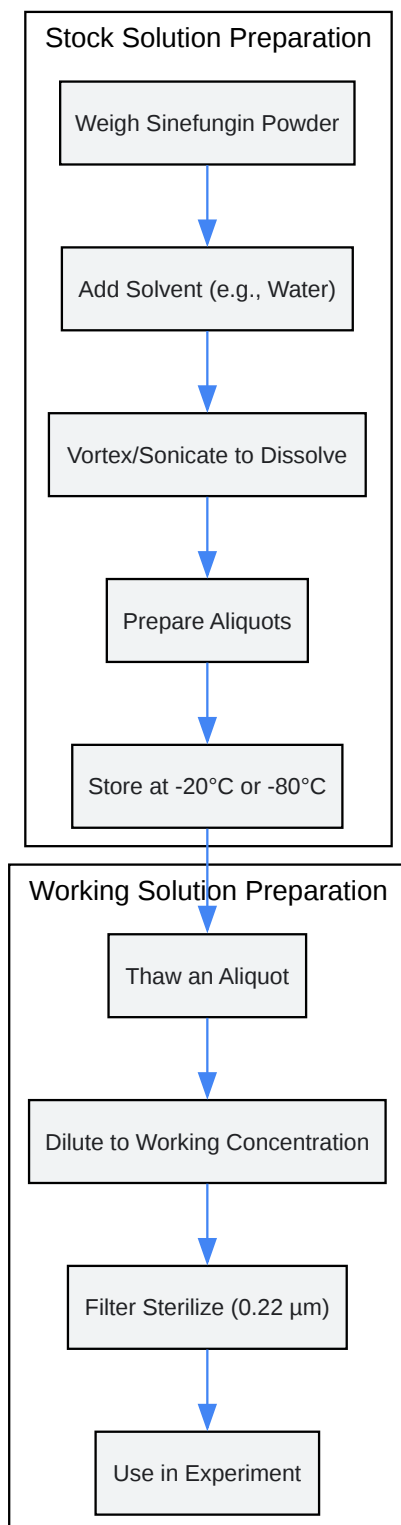 Stock Solution Preparation
Weigh Sinefungin Powder
Add Solvent (e.g., Water)
Vortex/Sonicate to Dissolve
Prepare Aliquots
Store at -20°C or -80°C
Working Solution Preparation
Thaw an Aliquot
Dilute to Working Concentration
Filter Sterilize (0.22 µm)
Use in Experiment